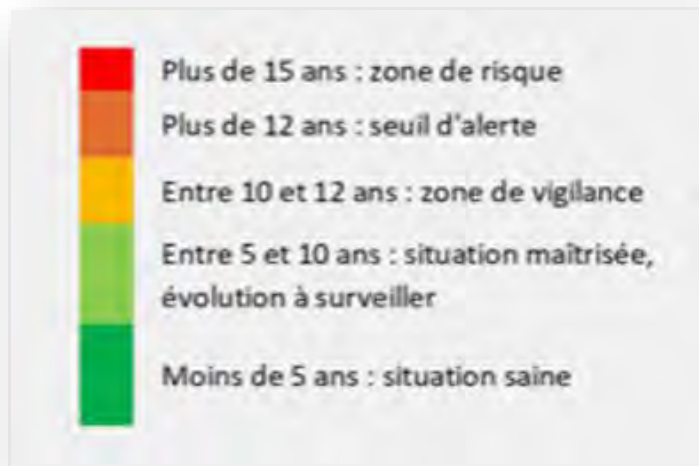 Plus de 15 ans : zone de risque
Plus de 12 ans : seuil d'alerte
Entre 10 et 12 ans : zone de vigilance
Entre 5 et 10 ans : situation maîtrisée,
évolution à surveiller
Moins de 5 ans : situation saine